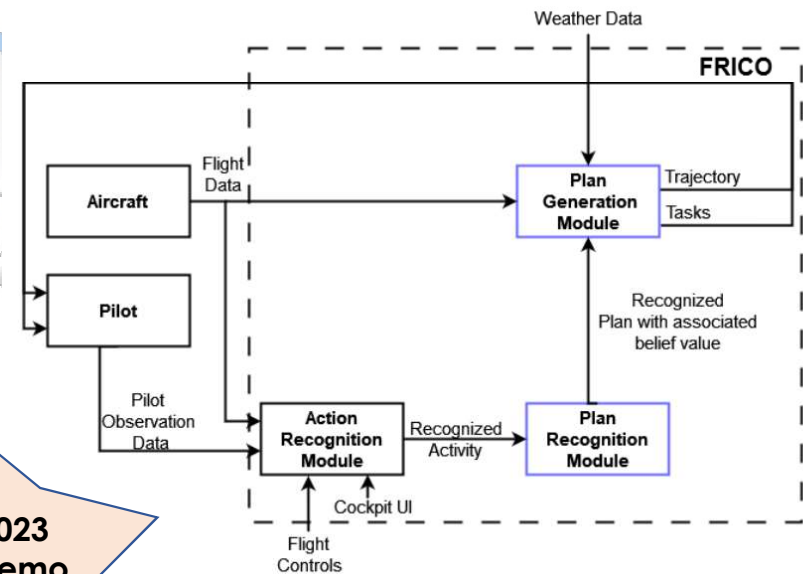 Weather Data
FRICO
Flight
Data
Aircraft
Plan
Generation
Module
Trajectory
Tasks
Pilot
Recognized
Plan with associated
belief value
Pilot
Observation
Data
Action
Recognition
Module
Recognized
Activity
Plan
Recognition
Module
Cockpit UI
Flight
Controls